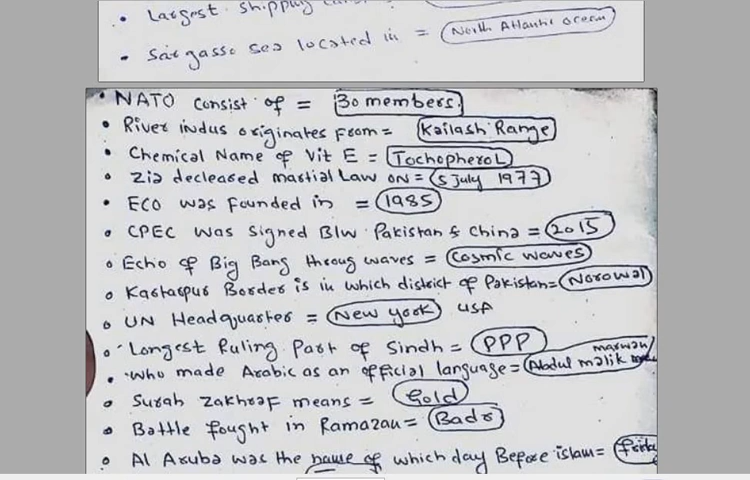 • Largest shipping
• Sargasso sea located in = North Atlantic ocean
• NATO consist of = 30 members.
• River indus originates from = Kailash Range
• Chemical Name of Vit E = Tochopherol
• Zia decleased martial Law ON = 5 July 1977
• ECO was founded in = 1985
• CPEC was signed Blw Pakistan & China = 2015
• Echo of Big Bang throug waves = Cosmic waves
• Kartarpur Border is in which district of Pakistan = Norowal
• UN Headquarter = New york USA
• Longest Ruling Part of Sindh = PPP
• who made Arabic as an official language = Abdul malik marwan
• Surah zakhraf means = Gold
• Battle fought in Ramazan = Badr
• Al Aruba was the name of which day Before islam =